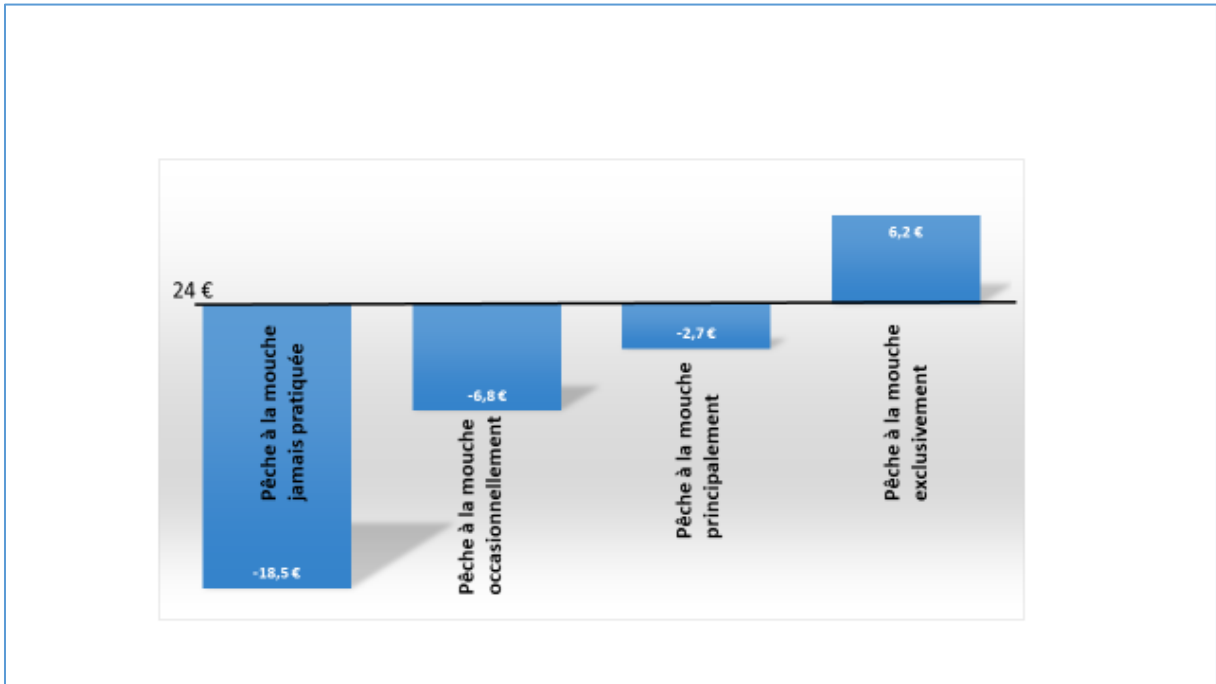 24 €
Pêche à la mouche
jamais pratiquée
-18,5 €
-6,8 €
Pêche à la mouche
occasionnellement
-2,7 €
Pêche à la mouche
principalement
6,2 €
Pêche à la mouche
exclusivement